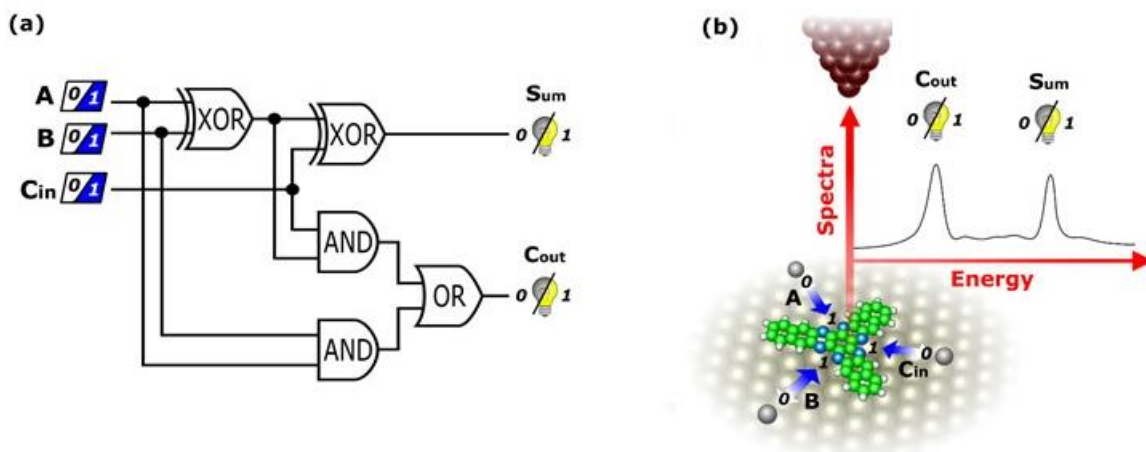 (a)
A 0 1
B 0 1
Cin 0 1
XOR
XOR
AND
AND
OR
Sum
0 1
Cout
0 1
(b)
Cout
0 1
Sum
0 1
Spectra
Energy
0
A
1
1
0
Cin
1
0
B